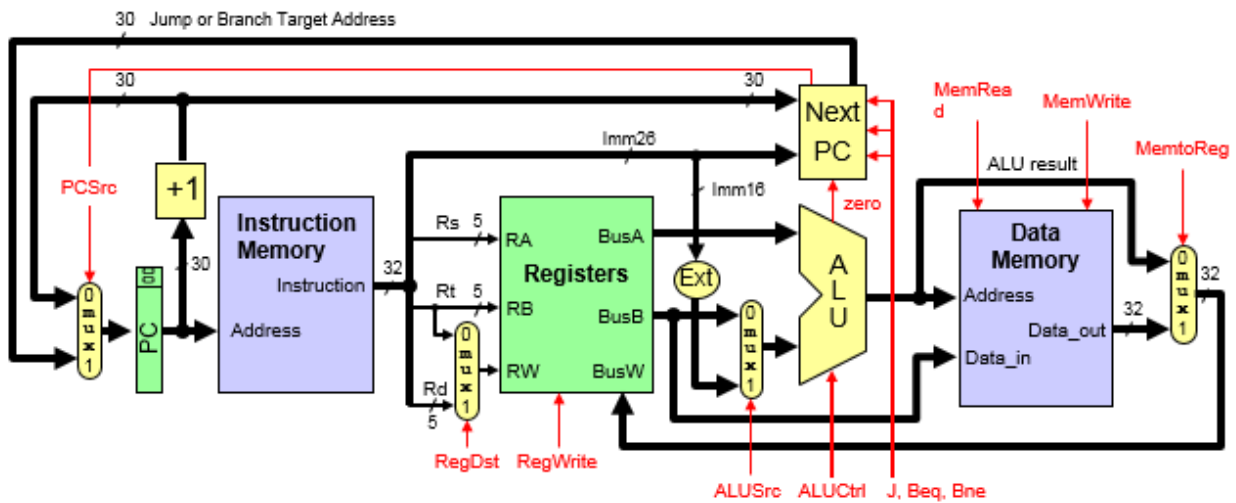 30 Jump or Branch Target Address
30
30
Next
PC
MemRea
d
MemWrite
MemtoReg
Imm26
Imm16
zero
ALU result
PCSrc
+1
30
Instruction
Memory
Instruction
Address
32
PC
00
0
m
u
x
1
Rs 5
Rt 5
Rd
5
0
m
u
x
1
RegDst
RA
Registers
RB
RW
BusA
BusB
BusW
RegWrite
Ext
0
m
u
x
1
ALUSrc
A
L
U
ALUCtrl
J, Beq, Bne
Data
Memory
Address
Data_out
Data_in
32
0
m
u
x
1
32